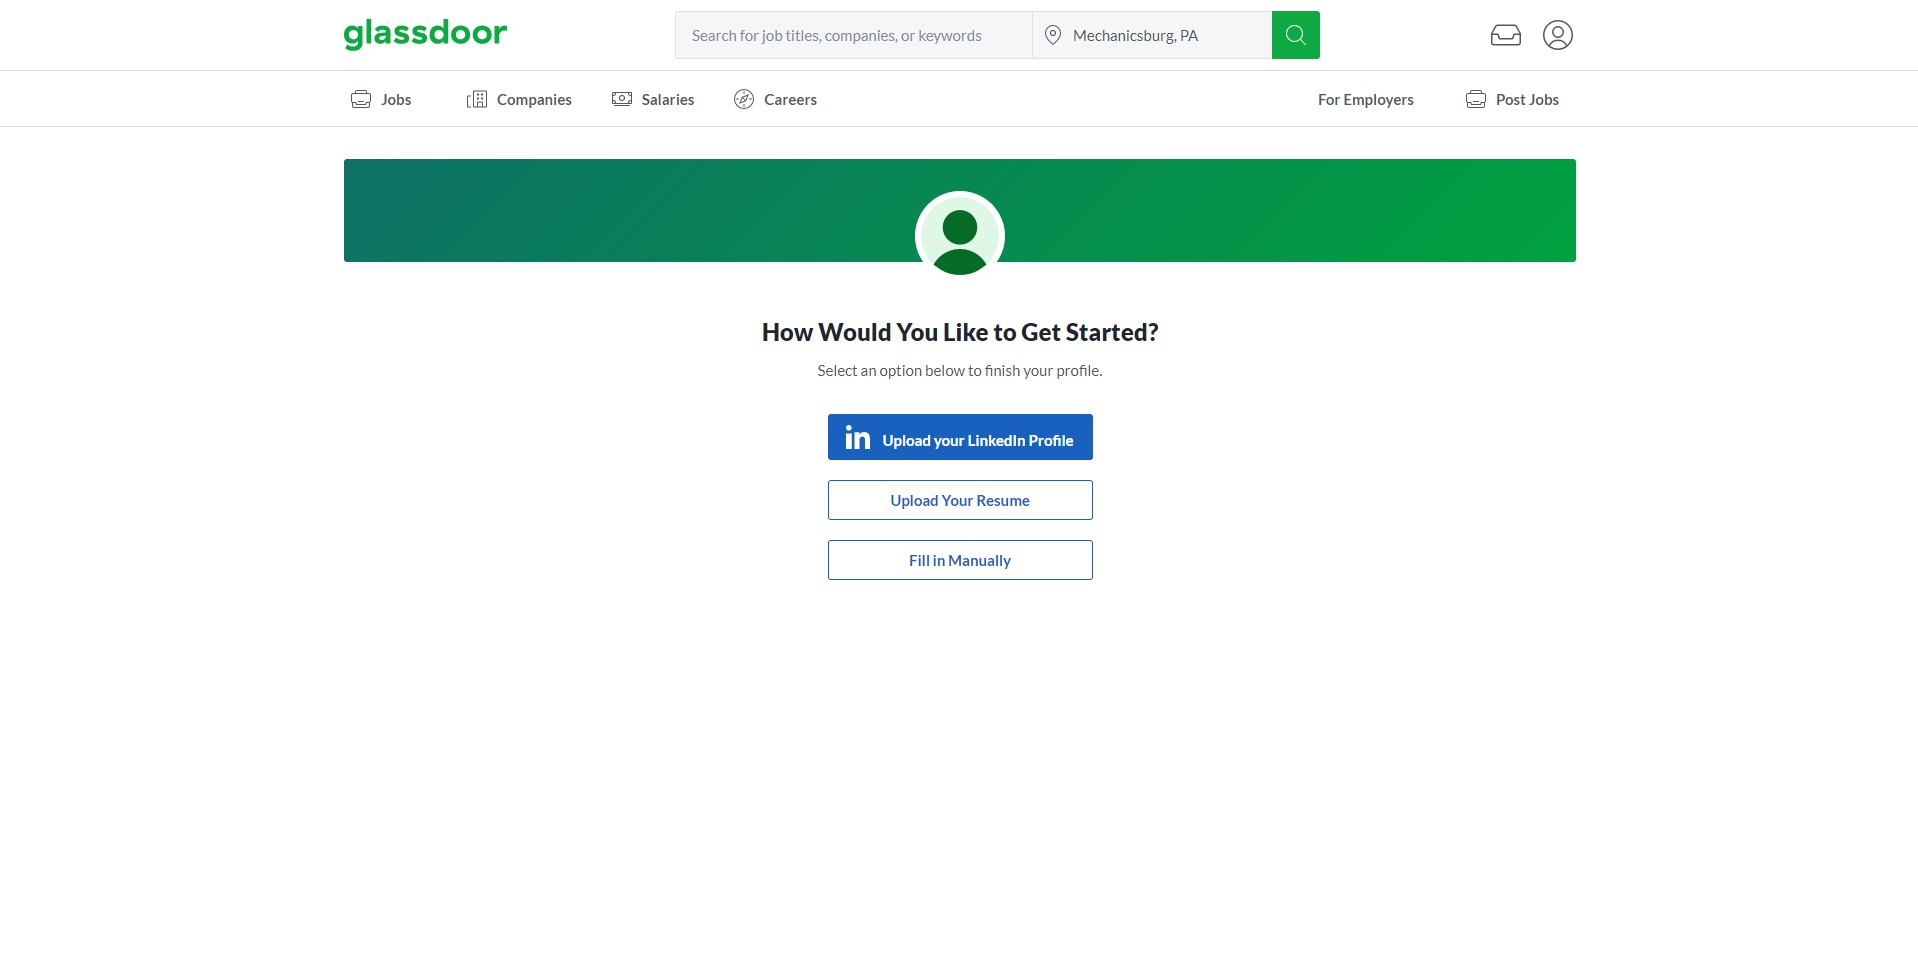 glassdoor
Search for job titles, companies, or keywords
Mechanicsburg, PA
Jobs
Companies
Salaries
Careers
For Employers
Post Jobs
How Would You Like to Get Started?
Select an option below to finish your profile.
in Upload your LinkedIn Profile
Upload Your Resume
Fill in Manually